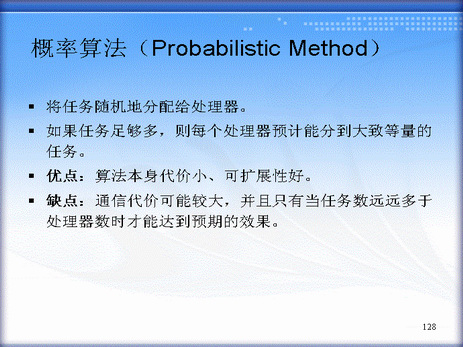 概率算法（Probabilistic Method）
▪ 将任务随机地分配给处理器。
▪ 如果任务足够多，则每个处理器预计能分到大致等量的
任务。
▪ 优点：算法本身代价小、可扩展性好。
▪ 缺点：通信代价可能较大，并且只有当任务数远远多于
处理器数时才能达到预期的效果。
128